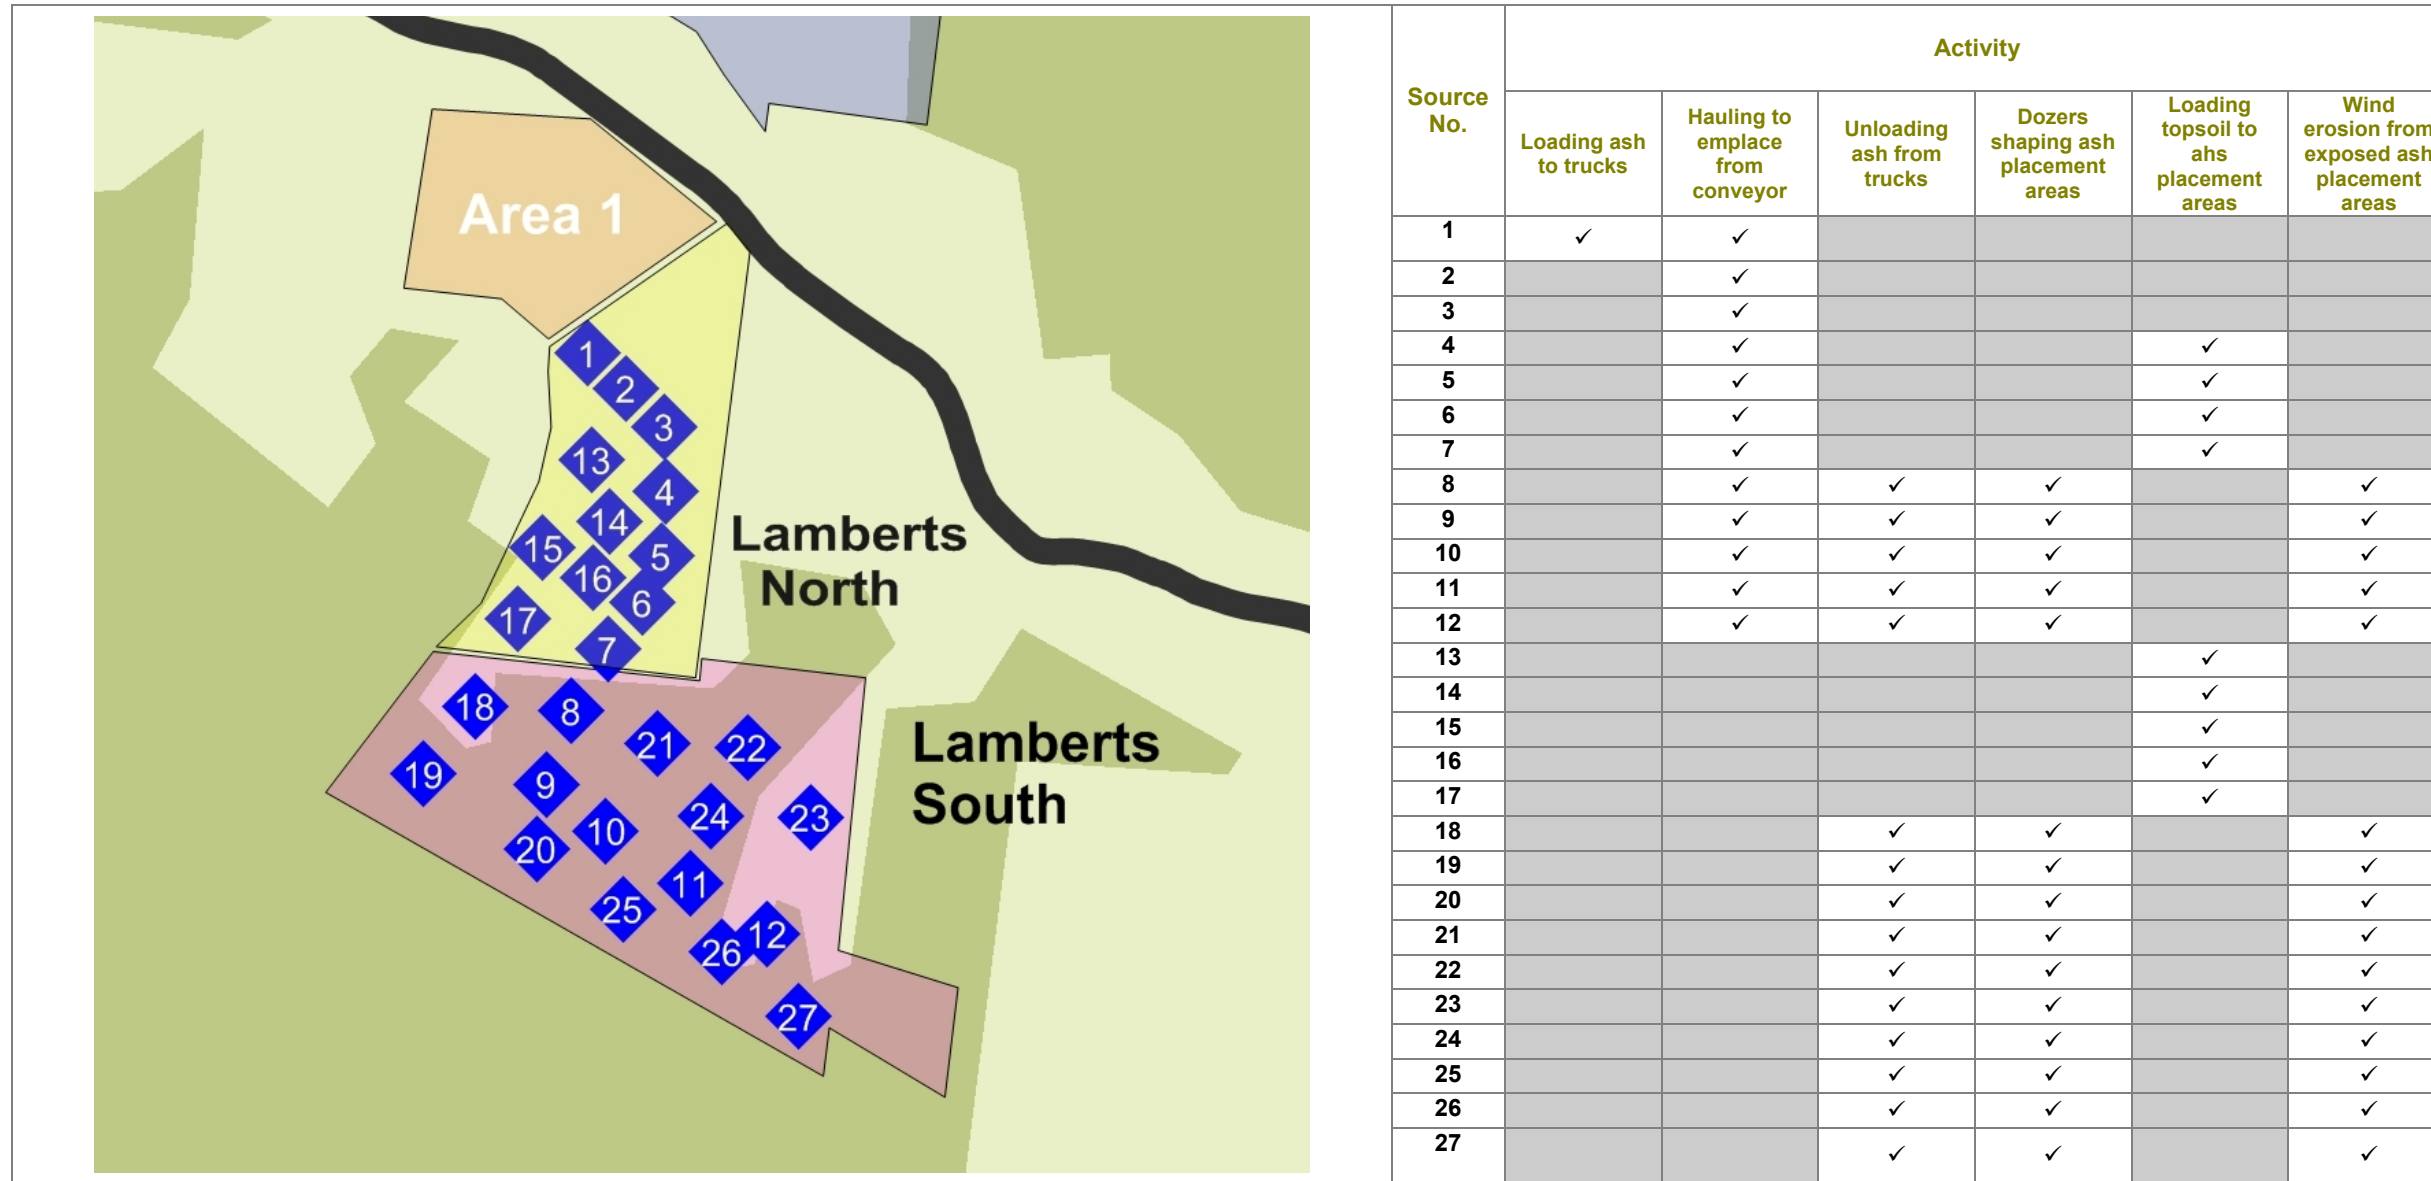 Area 1
1
2
3
13
4
14
15
5
16
6
17
7
Lamberts
North
18
8
21
22
19
9
10
24
23
20
11
25
12
26
27
Lamberts
South
Source
No.
Activity
Loading ash
to trucks
Hauling to
emplace
from
conveyor
Unloading
ash from
trucks
Dozers
shaping ash
placement
areas
Loading
topsoil to
ahs
placement
areas
Wind
erosion from
exposed ash
placement
areas
1 ✓ ✓
2 ✓
3 ✓
4 ✓ ✓
5 ✓ ✓
6 ✓ ✓
7 ✓ ✓
8 ✓ ✓ ✓ ✓
9 ✓ ✓ ✓ ✓
10 ✓ ✓ ✓ ✓
11 ✓ ✓ ✓ ✓
12 ✓ ✓ ✓ ✓
13 ✓
14 ✓
15 ✓
16 ✓
17 ✓
18 ✓ ✓ ✓
19 ✓ ✓ ✓
20 ✓ ✓ ✓
21 ✓ ✓ ✓
22 ✓ ✓ ✓
23 ✓ ✓ ✓
24 ✓ ✓ ✓
25 ✓ ✓ ✓
26 ✓ ✓ ✓
27 ✓ ✓ ✓